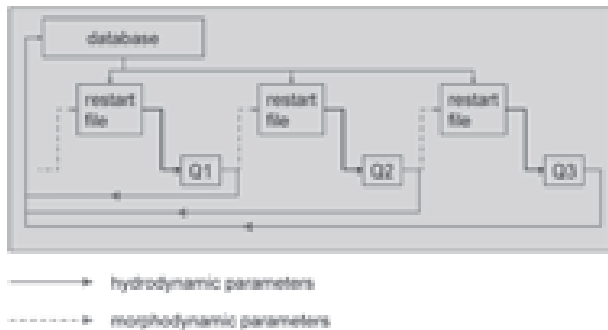 database
restart
file
restart
file
restart
file
Q1
Q2
Q3
hydrodynamic parameters
morphodynamic parameters